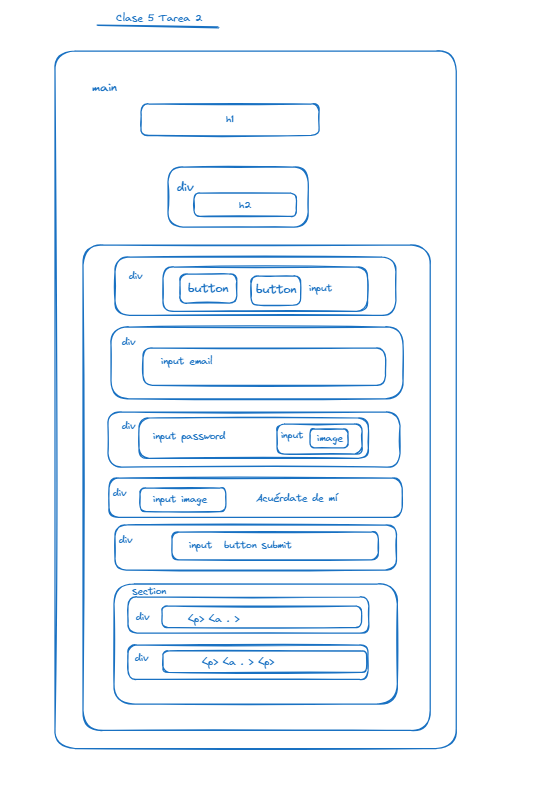 Clase 5 Tarea 2
main
h1
div
h2
div
button button input
div
input email
div
input password input image
div
input image Acuérdate de mí
div
input button submit
section
div
<p> <a . >
div
<p> <a . > <p>